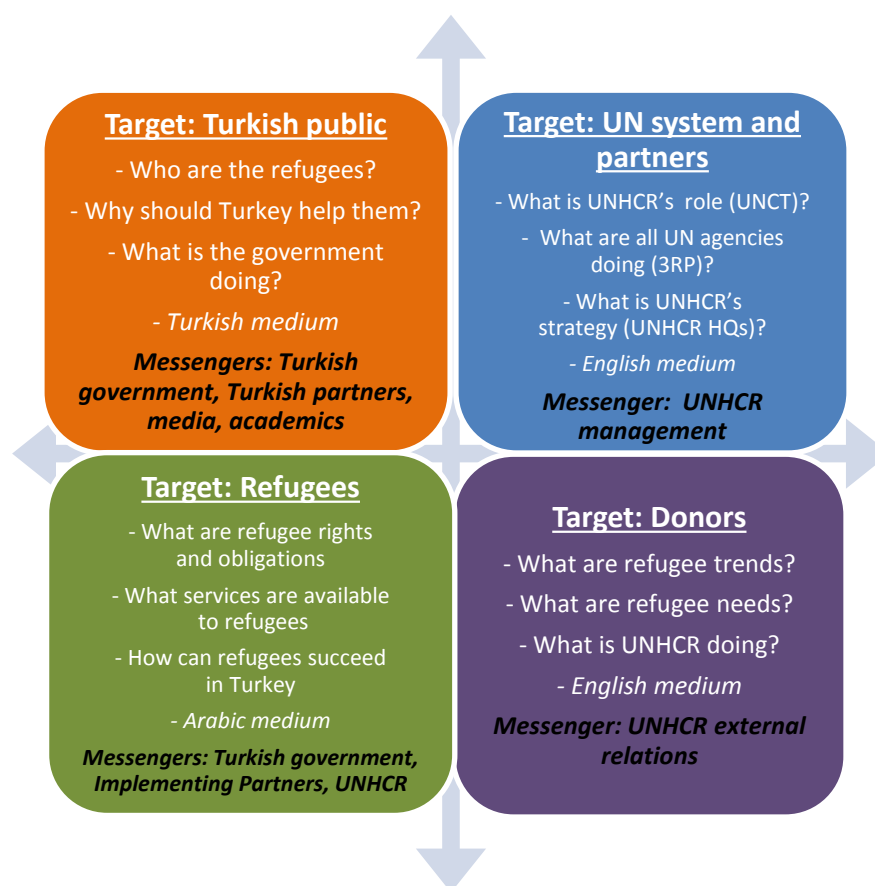 Target: Turkish public
- Who are the refugees?
- Why should Turkey help them?
- What is the government
doing?
- Turkish medium
Messengers: Turkish
government, Turkish partners,
media, academics
Target: UN system and
partners
- What is UNHCR's  role (UNCT)?
-  What are all UN agencies
doing (3RP)?
- What is UNHCR's
strategy (UNHCR HQs)?
- English medium
Messenger:  UNHCR
management
Target: Refugees
- What are refugee rights
and obligations
- What services are available
to refugees
- How can refugees succeed
in Turkey
- Arabic medium
Messengers: Turkish government,
Implementing Partners, UNHCR
Target: Donors
- What are refugee trends?
- What are refugee needs?
- What is UNHCR doing?
- English medium
Messenger: UNHCR external
relations